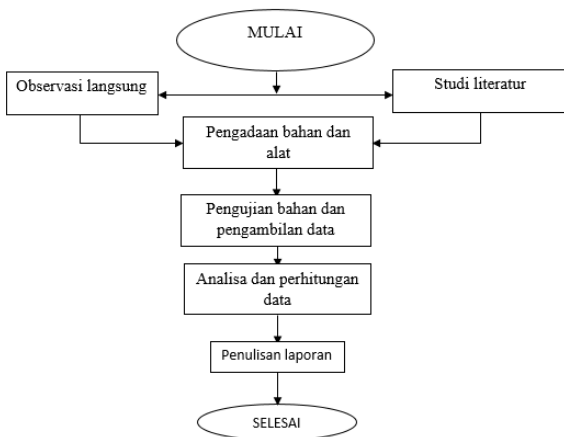 MULAI
Observasi langsung
Studi literatur
Pengadaan bahan dan
alat
Pengujian bahan dan
pengambilan data
Analisa dan perhitungan
data
Penulisan laporan
SELESAI